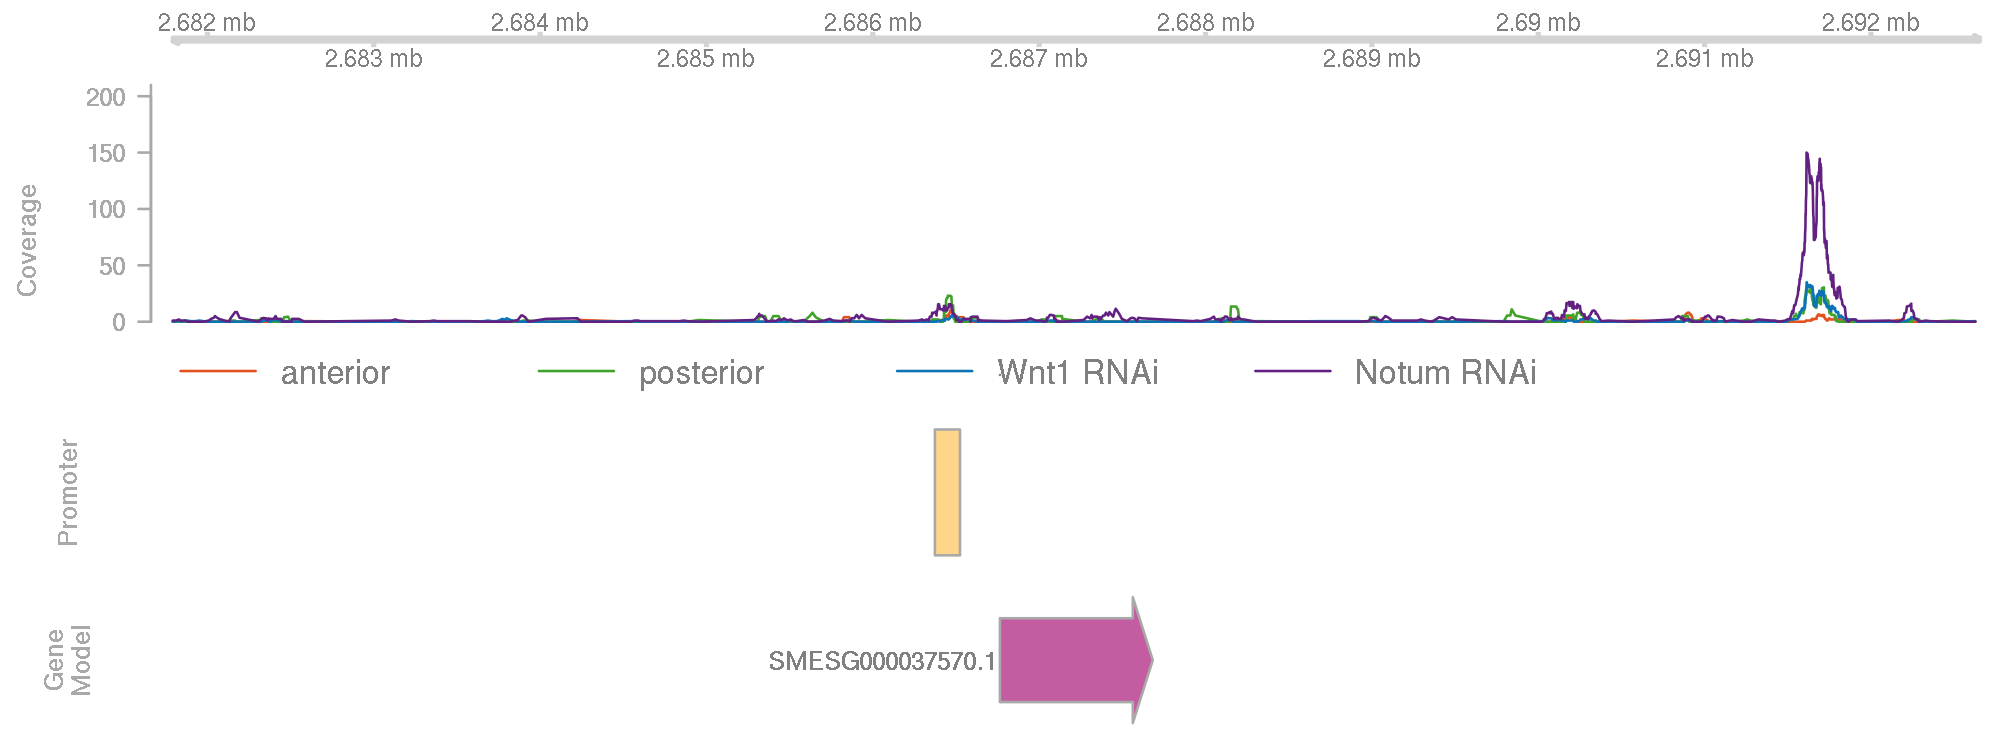 2.682 mb 2.684 mb 2.686 mb 2.688 mb 2.69 mb 2.692 mb
2.683 mb 2.685 mb 2.687 mb 2.689 mb 2.691 mb
Coverage
200
150
100
50
0
anterior posterior Wnt1 RNAi Notum RNAi
Promoter
Gene
Model
SMESG000037570.1